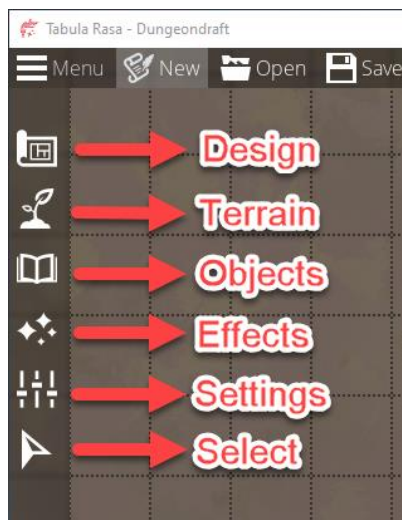 Tabula Rasa - Dungeondraft
Menu New Open Save
Design
Terrain
Objects
Effects
Settings
Select